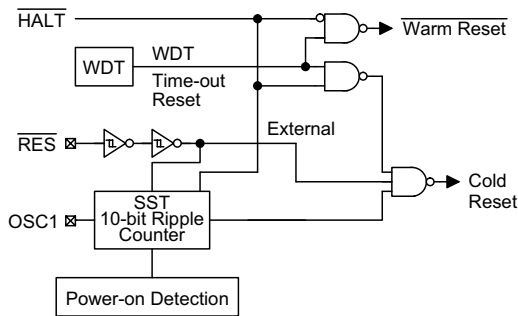 HALT
Warm Reset
WDT
WDT
Time-out
Reset
RES
External
Cold
Reset
OSC1
SST
10-bit Ripple
Counter
Power-on Detection